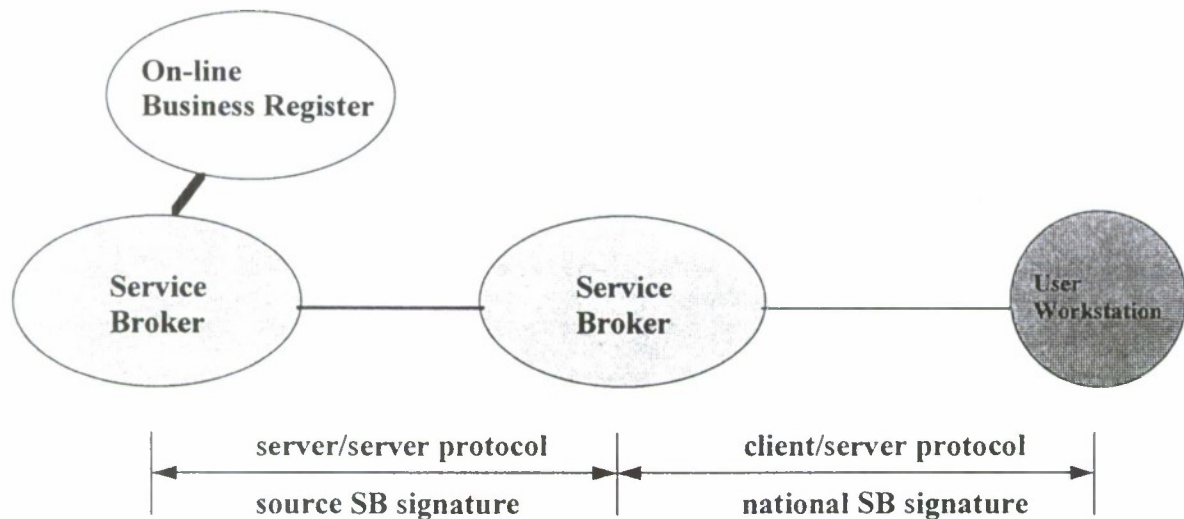 On-line
Business Register
Service
Broker
Service
Broker
User
Workstation
server/server protocol
client/server protocol
source SB signature
national SB signature